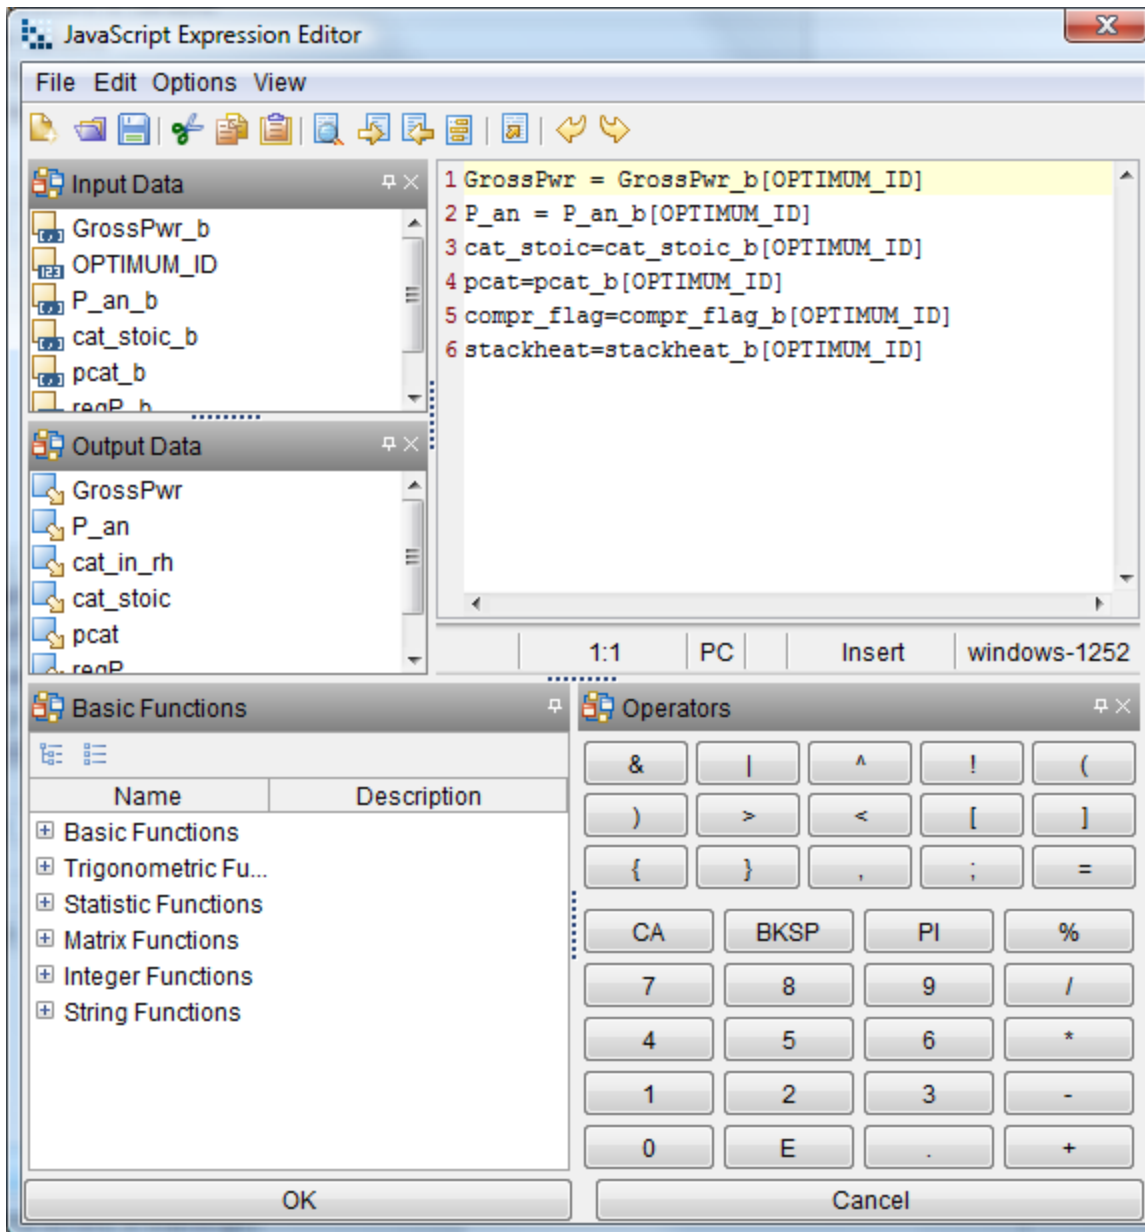 JavaScript Expression Editor
File Edit Options View
Input Data
GrossPwr_b
OPTIMUM_ID
P_an_b
cat_stoic_b
pcat_b
Output Data
GrossPwr
P_an
cat_in_rh
cat_stoic
pcat
1 GrossPwr = GrossPwr_b[OPTIMUM_ID]
2 P_an = P_an_b[OPTIMUM_ID]
3 cat_stoic=cat_stoic_b[OPTIMUM_ID]
4 pcat=pcat_b[OPTIMUM_ID]
5 compr_flag=compr_flag_b[OPTIMUM_ID]
6 stackheat=stackheat_b[OPTIMUM_ID]
1:1 PC Insert windows-1252
Basic Functions
Name Description
Basic Functions
Trigonometric Fu...
Statistic Functions
Matrix Functions
Integer Functions
String Functions
Operators
& | ^ ! (
) > < [ ]
{ } , ; =
CA BKSP PI %
7 8 9 /
4 5 6 *
1 2 3 -
0 E . +
OK Cancel